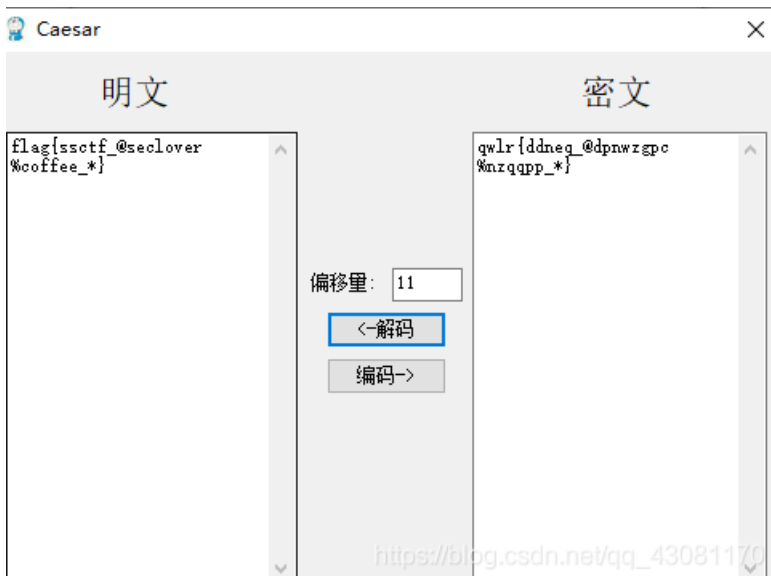 Caesar
明文
密文
flag{ssctf_@seclover
%coffee_*}
qwlr{ddneq_@dpnwzgpc
%nzqqpp_*}
偏移量: 11
<-解码
编码->
https://blog.csdn.net/qq_43081170